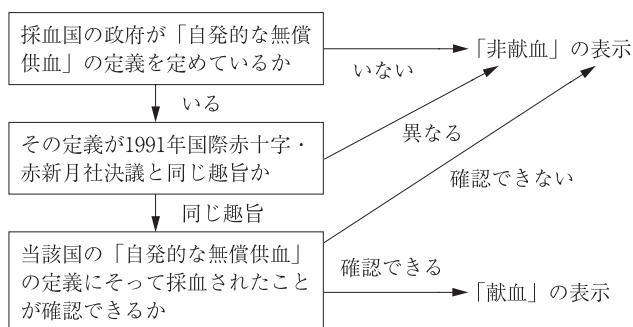 採血国の政府が「自発的な無償
供血」の定義を定めているか
いない
「非献血」の表示
いる
その定義が1991年国際赤十字・
赤新月社決議と同じ趣旨か
異なる
確認できない
同じ趣旨
当該国の「自発的な無償供血」
の定義にそって採血されたこと
が確認できるか
確認できる
「献血」の表示